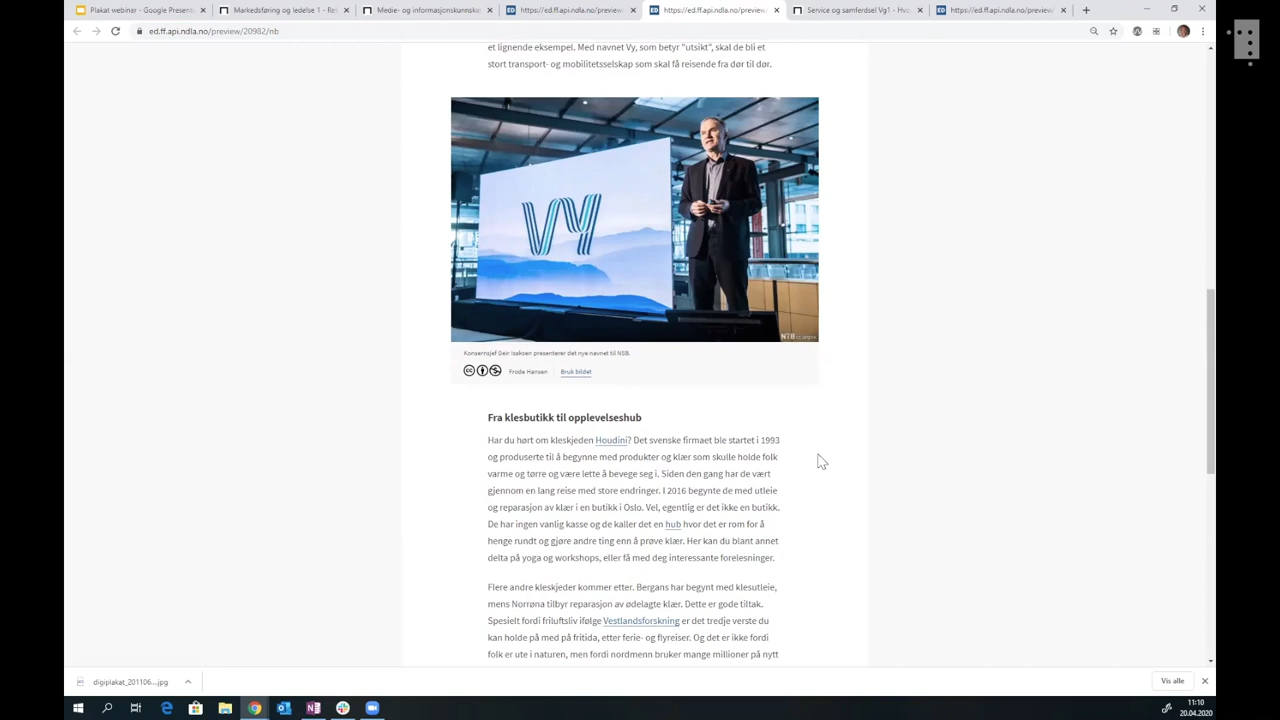 Plakat webinar - Google Present
Markedsføring og ledelse 1 - Re
Medie- og informasjonskunnska
https://ed.ff.api.ndla.no/previe
https://ed.ff.api.ndla.no/previe
Service og samferdsel Vg1 - Hvo
https://ed.ff.api.ndla.no/previe
ed.ff.api.ndla.no/preview/20982/nb
et lignende eksempel. Med navnet Vy, som betyr "utsikt", skal de bli et
stort transport- og mobilitetsselskap som skal få reisende fra dør til dør.
VY
NTB
Konsernsjef Geir Isaksen presenterer det nye navnet til NSB.
Frode Hansen
Bruk bildet
Fra klesbutikk til opplevelseshub
Har du hørt om kleskjeden Houdini? Det svenske firmaet ble startet i 1993
og produserte til å begynne med produkter og klær som skulle holde folk
varme og tørre og være lette å bevege seg i. Siden den gang har de vært
gjennom en lang reise med store endringer. I 2016 begynte de med utleie
og reparasjon av klær i en butikk i Oslo. Vel, egentlig er det ikke en butikk.
De har ingen vanlig kasse og de kaller det en hub hvor det er rom for å
henge rundt og gjøre andre ting enn å prøve klær. Her kan du blant annet
delta på yoga og workshops, eller få med deg interessante forelesninger.
Flere andre kleskjeder kommer etter. Bergans har begynt med klesutleie,
mens Norrøna tilbyr reparasjon av ødelagte klær. Dette er gode tiltak.
Spesielt fordi friluftsliv ifølge Vestlandsforskning er det tredje verste du
kan holde på med på fritida, etter ferie- og flyreiser. Og det er ikke fordi
folk er ute i naturen, men fordi nordmenn bruker mange millioner på nytt
digiplakat_201106....jpg
Vis alle
11:10
20.04.2020